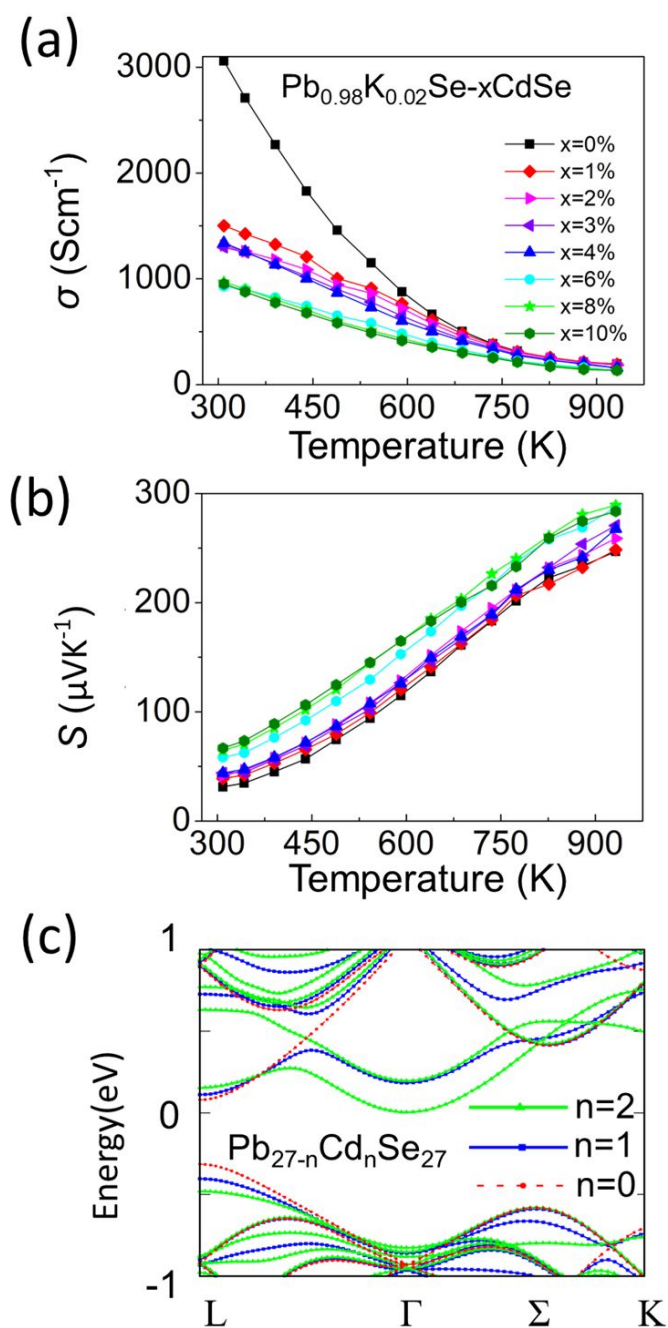 (a)
3000
2000
1000
0
σ (Scm⁻¹)
Pb₀.₉₈K₀.₀₂Se-xCdSe
x=0%
x=1%
x=2%
x=3%
x=4%
x=6%
x=8%
x=10%
300 450 600 750 900
Temperature (K)
(b)
300
200
100
0
S (μVK⁻¹)
300 450 600 750 900
Temperature (K)
(c)
1
0
-1
Energy(eV)
Pb₂₇₋ₙCdₙSe₂₇
n=2
n=1
n=0
L Γ Σ K